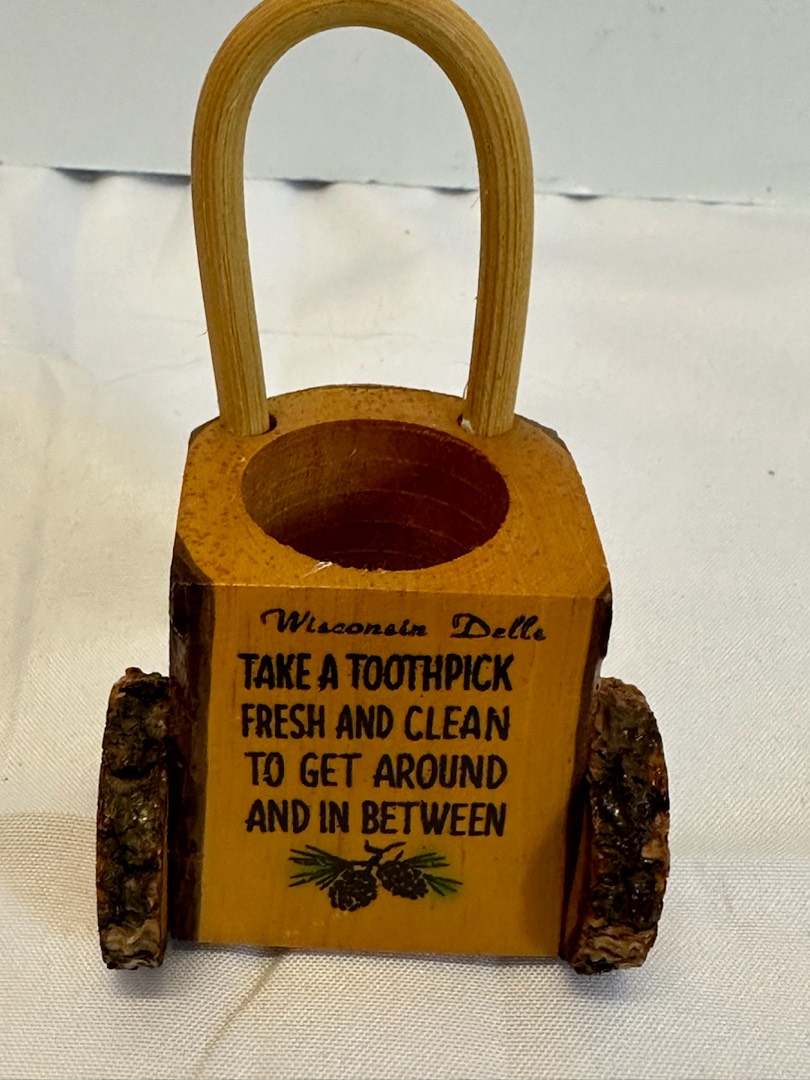 Wisconsin Dells
TAKE A TOOTHPICK
FRESH AND CLEAN
TO GET AROUND
AND IN BETWEEN